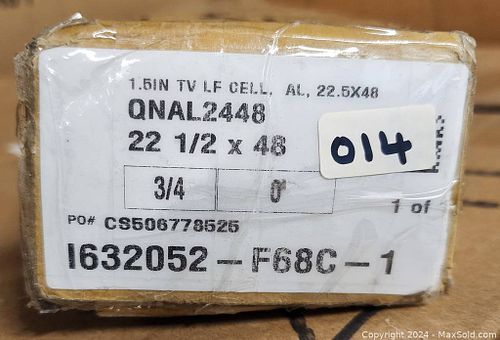 1.5IN TV LF CELL, AL, 22.5X48
QNAL2448
22 1/2 x 48
014
3/4 0"
1 of
PO# CS506778525
I632052-F68C-1
Copyright 2024 - MaxSold.com